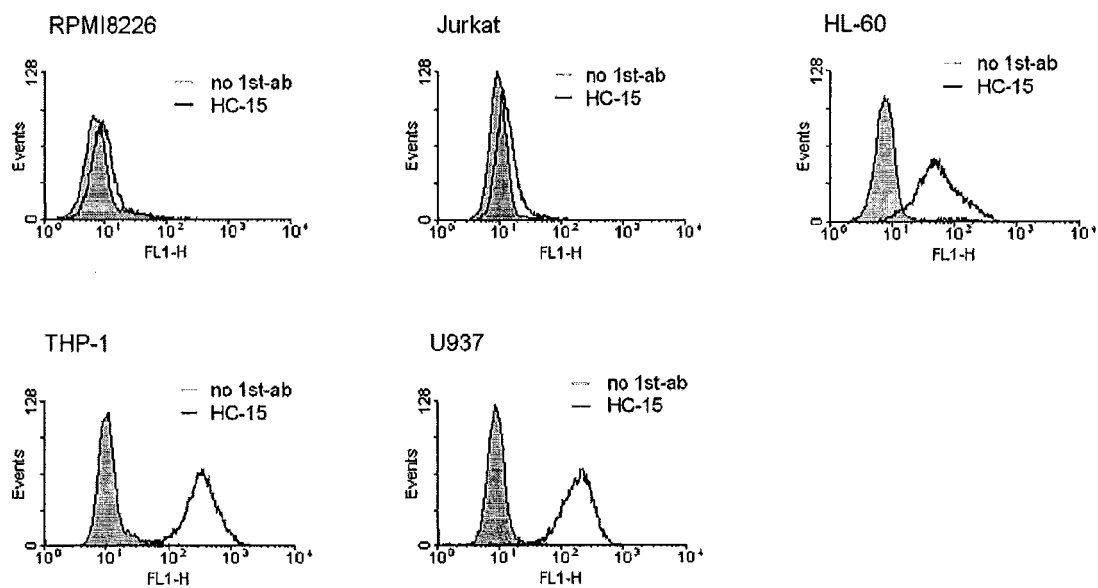 RPMI8226
128
Events
0
no 1st-ab
HC-15
10⁰ 10¹ 10² 10³ 10⁴
FL1-H
Jurkat
128
Events
0
no 1st-ab
HC-15
10⁰ 10¹ 10² 10³ 10⁴
FL1-H
HL-60
128
Events
0
no 1st-ab
HC-15
10⁰ 10¹ 10² 10³ 10⁴
FL1-H
THP-1
128
Events
0
no 1st-ab
HC-15
10⁰ 10¹ 10² 10³ 10⁴
FL1-H
U937
128
Events
0
no 1st-ab
HC-15
10⁰ 10¹ 10² 10³ 10⁴
FL1-H